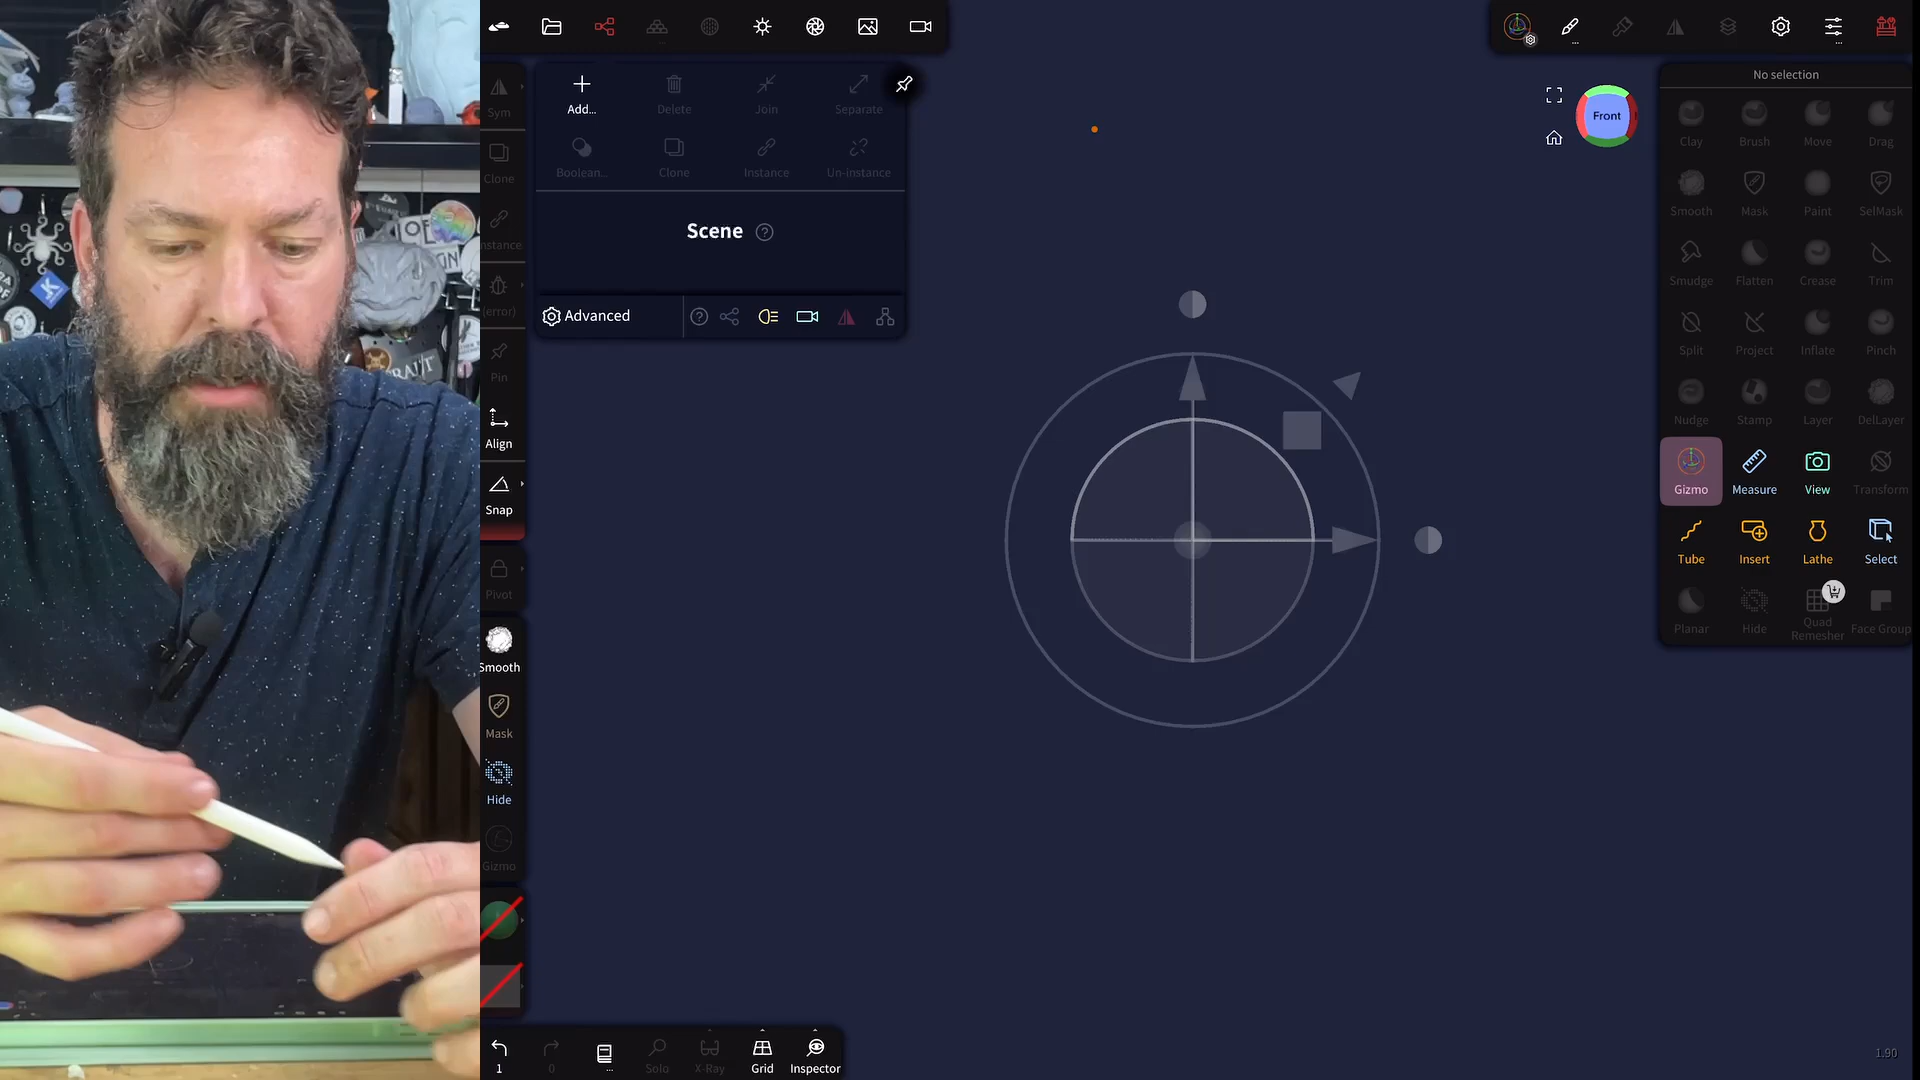 Add...
Delete
Join
Separate
Boolean...
Clone
Instance
Un-instance
Scene ?
Advanced
?
Sym
Clone
Instance
(error)
Pin
Align
Snap
Pivot
Smooth
Mask
Hide
Gizmo
1
0
Solo
X-Ray
Grid
Inspector
Front
No selection
Clay
Brush
Move
Drag
Smooth
Mask
Paint
SelMask
Smudge
Flatten
Crease
Trim
Split
Project
Inflate
Pinch
Nudge
Stamp
Layer
DelLayer
Gizmo
Measure
View
Transform
Tube
Insert
Lathe
Select
Planar
Hide
Quad
Remesher
Face Group
1.90
K